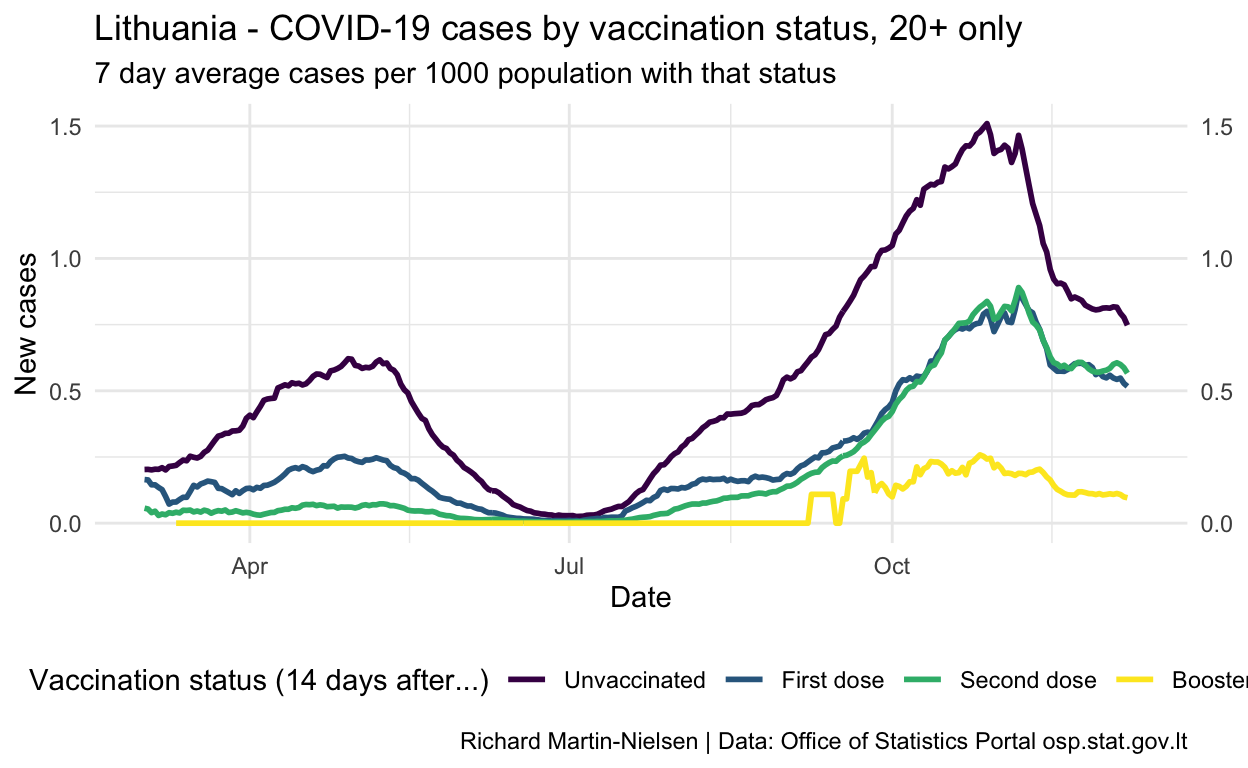 Lithuania - COVID-19 cases by vaccination status, 20+ only
7 day average cases per 1000 population with that status
1.5 1.5
1.0 1.0
0.5 0.5
0.0 0.0
New cases
Apr Jul Oct
Date
Vaccination status (14 days after...) Unvaccinated First dose Second dose Booster
Richard Martin-Nielsen | Data: Office of Statistics Portal osp.stat.gov.lt